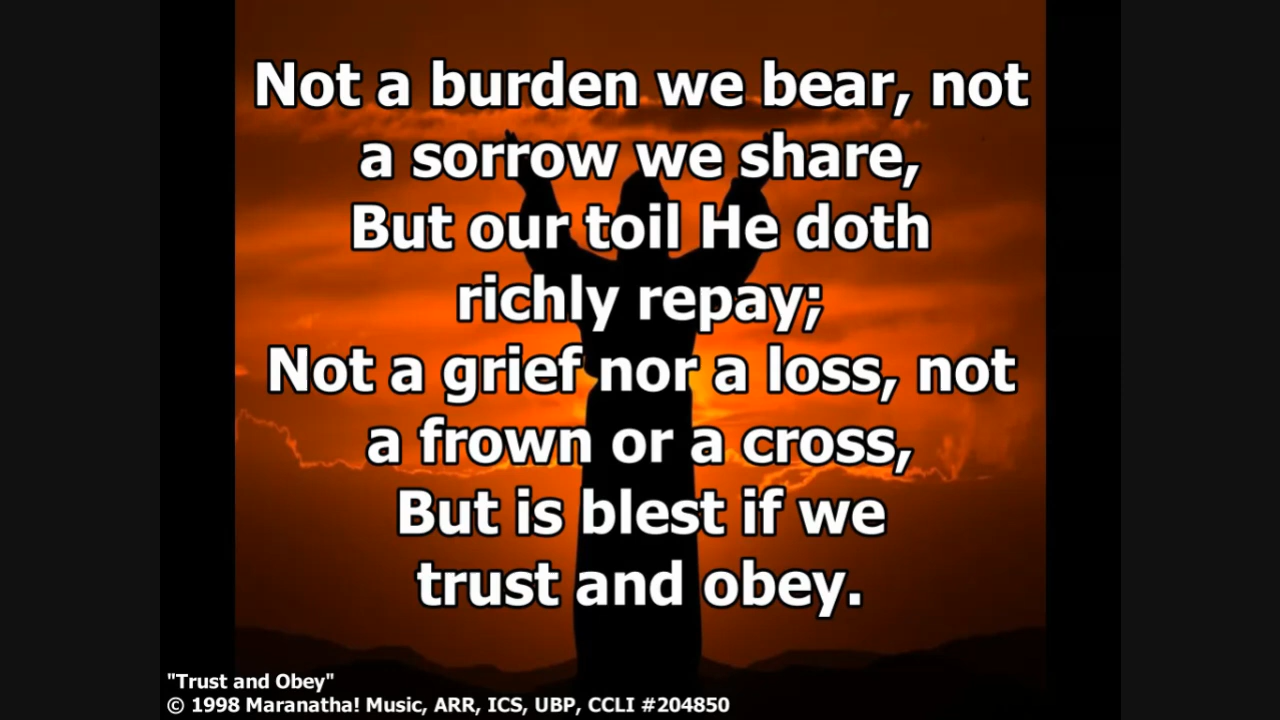 Not a burden we bear, not
a sorrow we share,
But our toil He doth
richly repay;
Not a grief nor a loss, not
a frown or a cross,
But is blest if we
trust and obey.
"Trust and Obey"
© 1998 Maranatha! Music, ARR, ICS, UBP, CCLI #204850